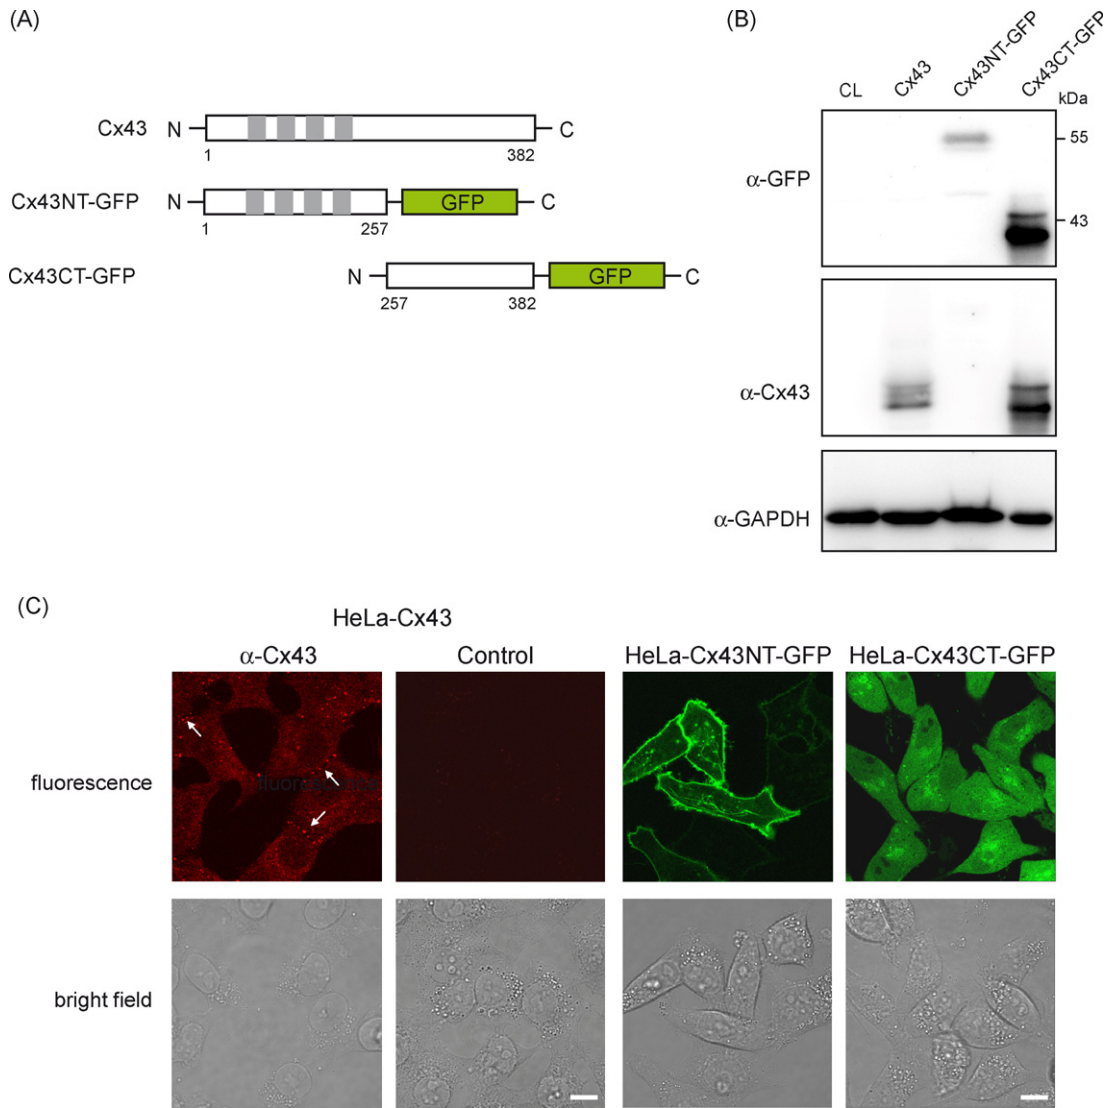 (A)
Cx43 N C
1 382
Cx43NT-GFP N GFP C
1 257
Cx43CT-GFP N GFP C
257 382
(B)
CL Cx43 Cx43NT-GFP Cx43CT-GFP
kDa
55
α-GFP
43
α-Cx43
α-GAPDH
(C)
HeLa-Cx43
α-Cx43 Control HeLa-Cx43NT-GFP HeLa-Cx43CT-GFP
fluorescence fluorescence
bright field